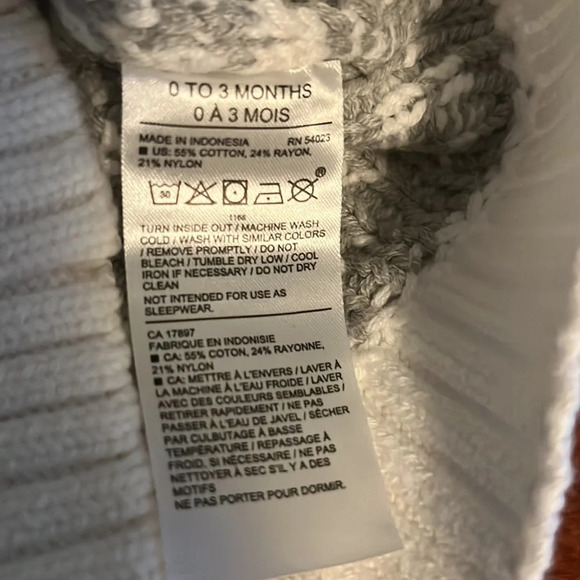 0 TO 3 MONTHS
0 À 3 MOIS
MADE IN INDONESIA RN 54023
■ US: 55% COTTON, 24% RAYON,
21% NYLON
30
®
1168
TURN INSIDE OUT / MACHINE WASH
COLD / WASH WITH SIMILAR COLORS
/ REMOVE PROMPTLY / DO NOT
BLEACH / TUMBLE DRY LOW / COOL
IRON IF NECESSARY / DO NOT DRY
CLEAN
NOT INTENDED FOR USE AS
SLEEPWEAR.
CA 17897
FABRIQUE EN INDONISIE
■ CA: 55% COTON, 24% RAYONNE,
21% NYLON
■ CA: METTRE À L'ENVERS / LAVER
LA MACHINE À L'EAU FROIDE / LAVER
AVEC DES COULEURS SEMBLABLES /
RETIRER RAPIDEMENT / NE PAS
PASSER À L'EAU DE JAVEL / SÉCHER
PAR CULBUTAGE À BASSE
TEMPÉRATURE / REPASSAGE À
FROID, SI NÉCESSAIRE / NE PAS
NETTOYER À SEC S'IL Y A DES
MOTIFS
NE PAS PORTER POUR DORMIR.